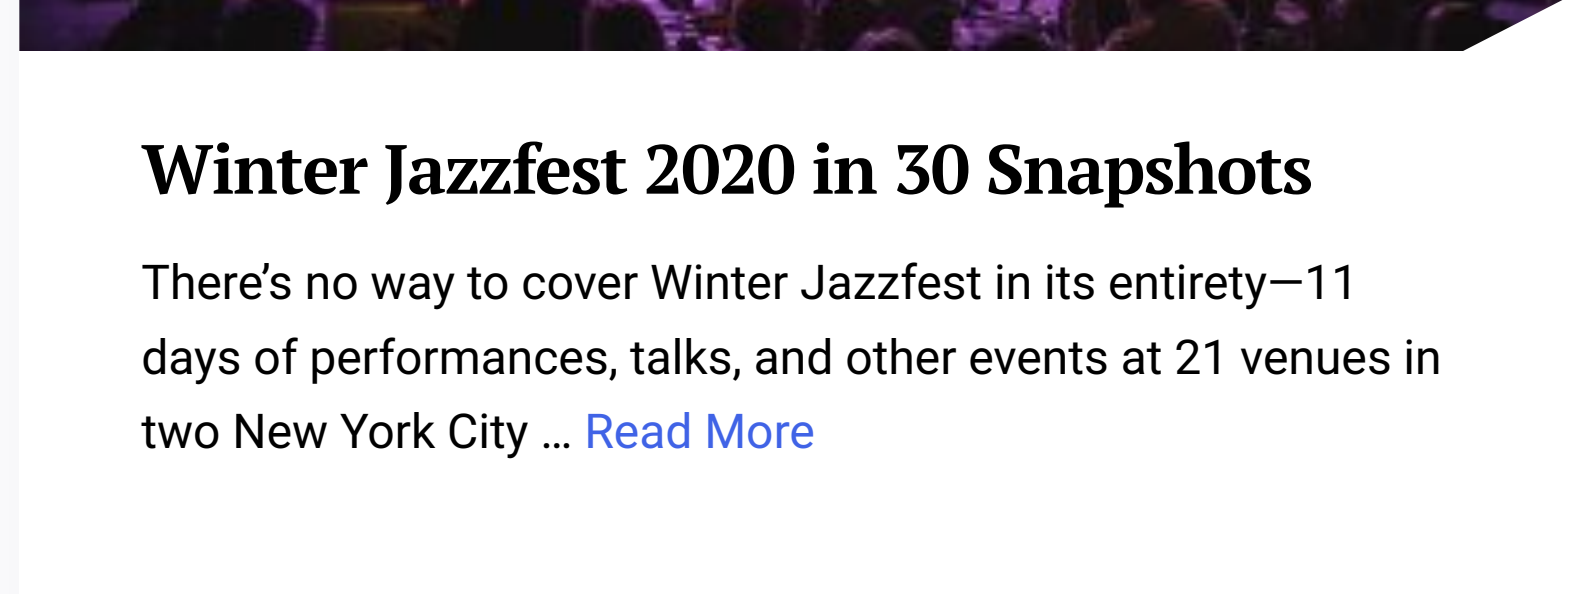 Winter Jazzfest 2020 in 30 Snapshots
There’s no way to cover Winter Jazzfest in its entirety—11
days of performances, talks, and other events at 21 venues in
two New York City … Read More